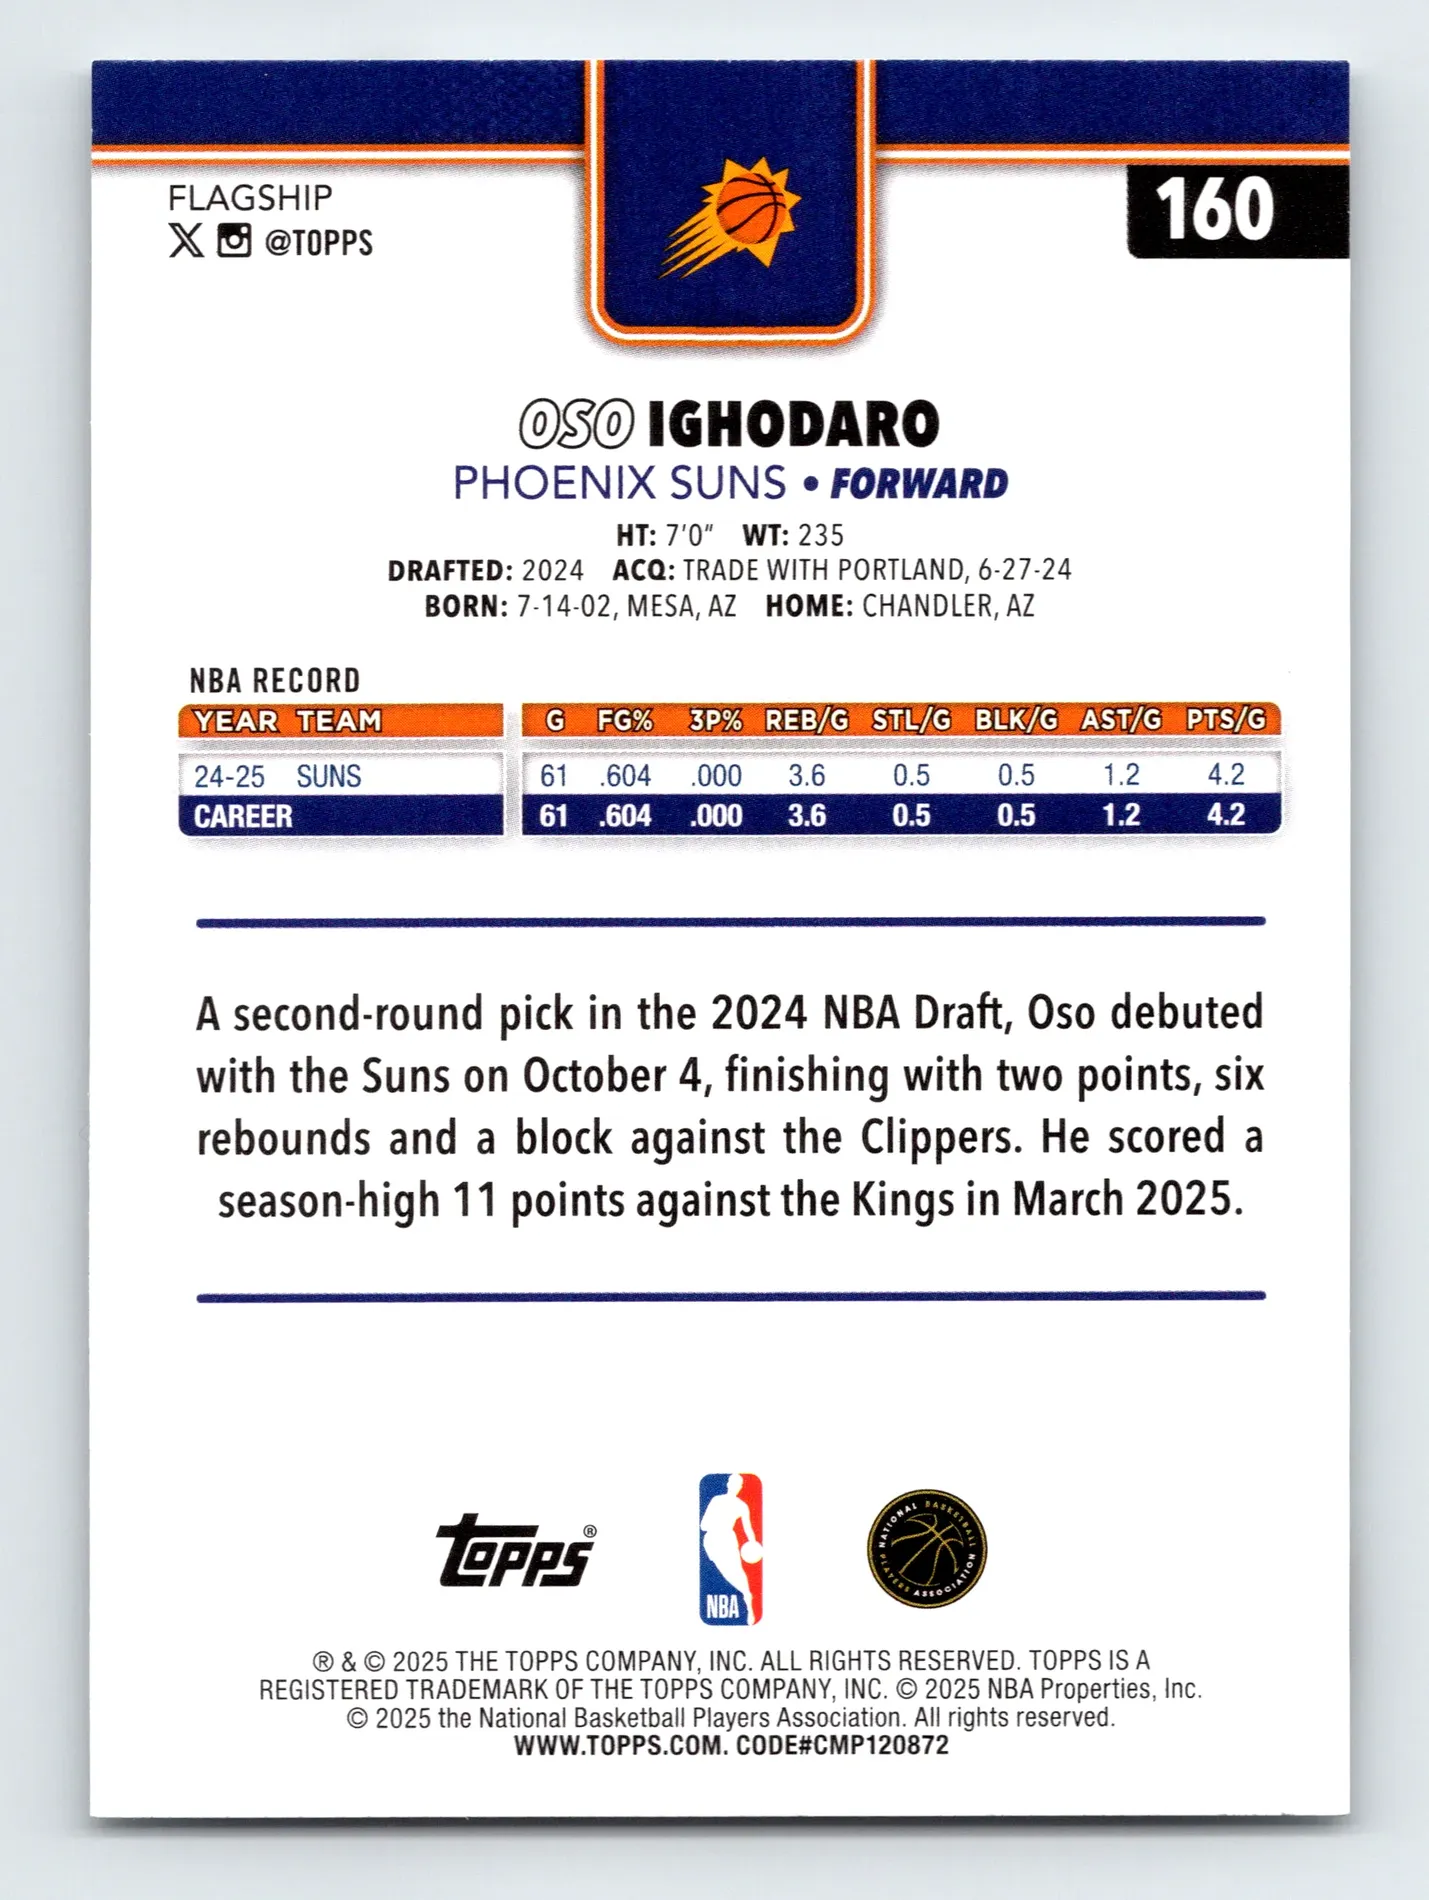 FLAGSHIP
160
X @TOPPS
OSO IGHODARO
PHOENIX SUNS • FORWARD
HT: 7'0" WT: 235
DRAFTED: 2024 ACQ: TRADE WITH PORTLAND, 6-27-24
BORN: 7-14-02, MESA, AZ HOME: CHANDLER, AZ
NBA RECORD
YEAR TEAM G FG% 3P% REB/G STL/G BLK/G AST/G PTS/G
24-25 SUNS 61 .604 .000 3.6 0.5 0.5 1.2 4.2
CAREER 61 .604 .000 3.6 0.5 0.5 1.2 4.2
A second-round pick in the 2024 NBA Draft, Oso debuted
with the Suns on October 4, finishing with two points, six
rebounds and a block against the Clippers. He scored a
season-high 11 points against the Kings in March 2025.
Topps®
NBA
NATIONAL BASKETBALL PLAYERS ASSOCIATION
® & © 2025 THE TOPPS COMPANY, INC. ALL RIGHTS RESERVED. TOPPS IS A
REGISTERED TRADEMARK OF THE TOPPS COMPANY, INC. © 2025 NBA Properties, Inc.
© 2025 the National Basketball Players Association. All rights reserved.
WWW.TOPPS.COM. CODE#CMP120872